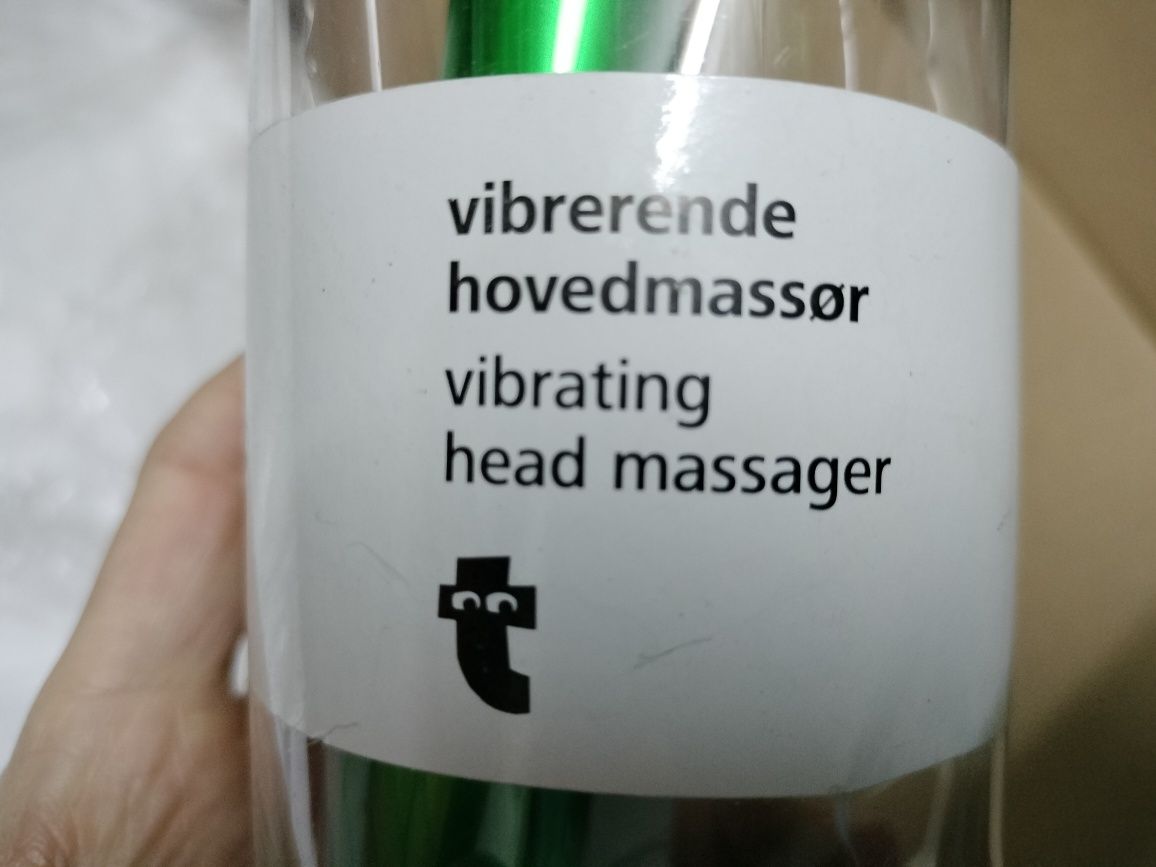 vibrerende
hovedmassør
vibrating
head massager
t